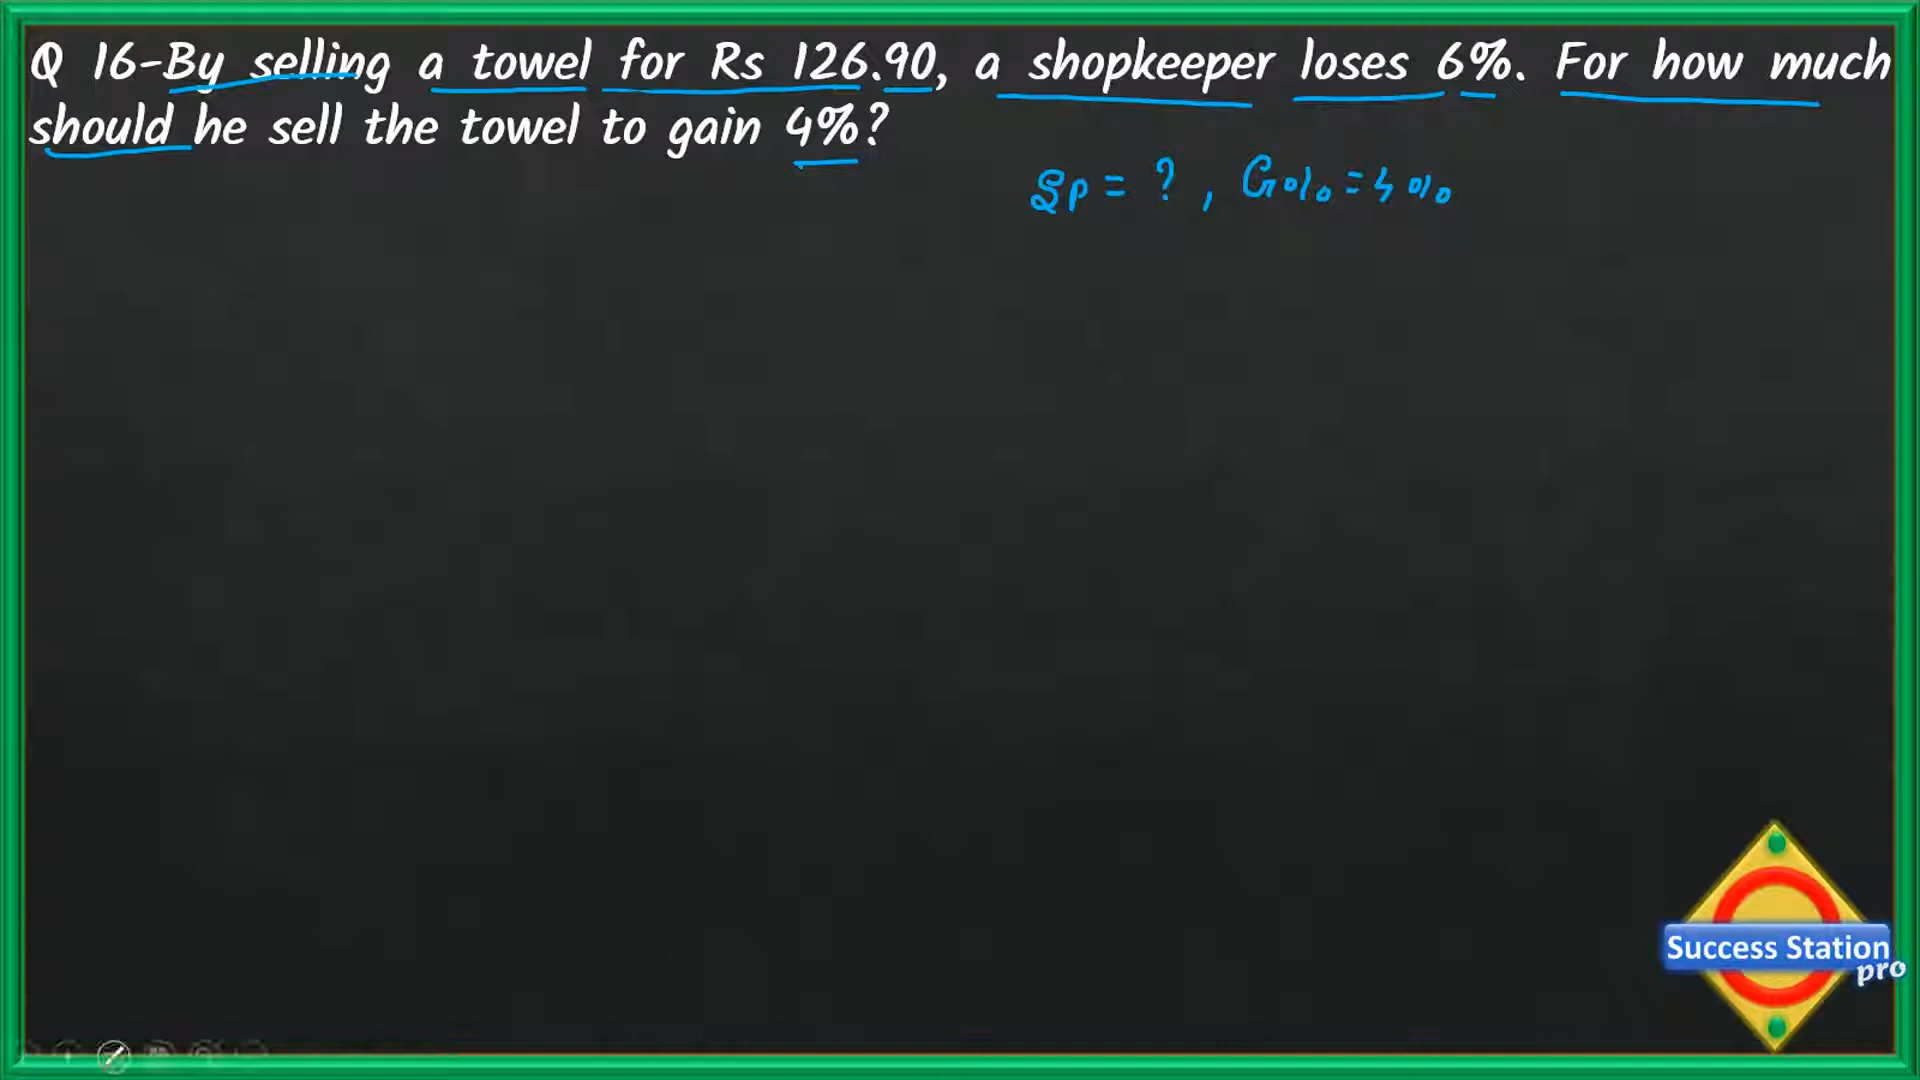 Q 16-By selling a towel for Rs 126.90, a shopkeeper loses 6%. For how much
should he sell the towel to gain 4%?
SP = ?, G% = 4%
Success Station
pro